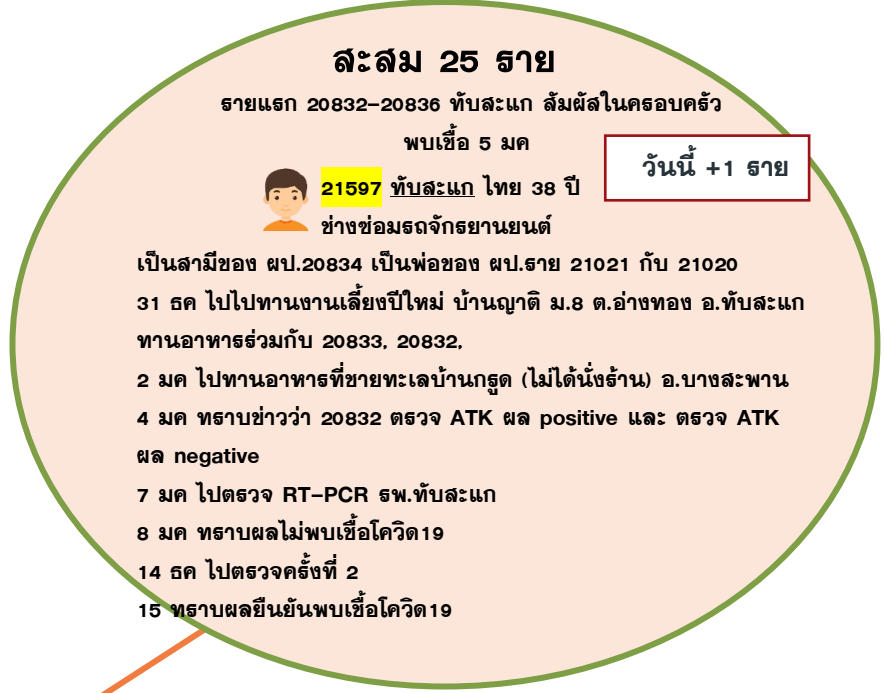 สะสม 25 ราย
รายแรก 20832-20836 ทับสะแก สัมผัสในครอบครัว
พบเชื้อ 5 มค
วันนี้ +1 ราย
21597 ทับสะแก ไทย 38 ปี
ช่างซ่อมรถจักรยานยนต์
เป็นสามีของ ผป.20834 เป็นพ่อของ ผป.ราย 21021 กับ 21020
31 ธค ไปไปทานงานเลี้ยงปีใหม่ บ้านญาติ ม.8 ต.อ่างทอง อ.ทับสะแก
ทานอาหารร่วมกับ 20833, 20832,
2 มค ไปทานอาหารที่ชายทะเลบ้านกรูด (ไม่ได้นั่งร้าน) อ.บางสะพาน
4 มค ทราบข่าวว่า 20832 ตรวจ ATK ผล positive และ ตรวจ ATK
ผล negative
7 มค ไปตรวจ RT-PCR รพ.ทับสะแก
8 มค ทราบผลไม่พบเชื้อโควิด19
14 ธค ไปตรวจครั้งที่ 2
15 ทราบผลยืนยันพบเชื้อโควิด19